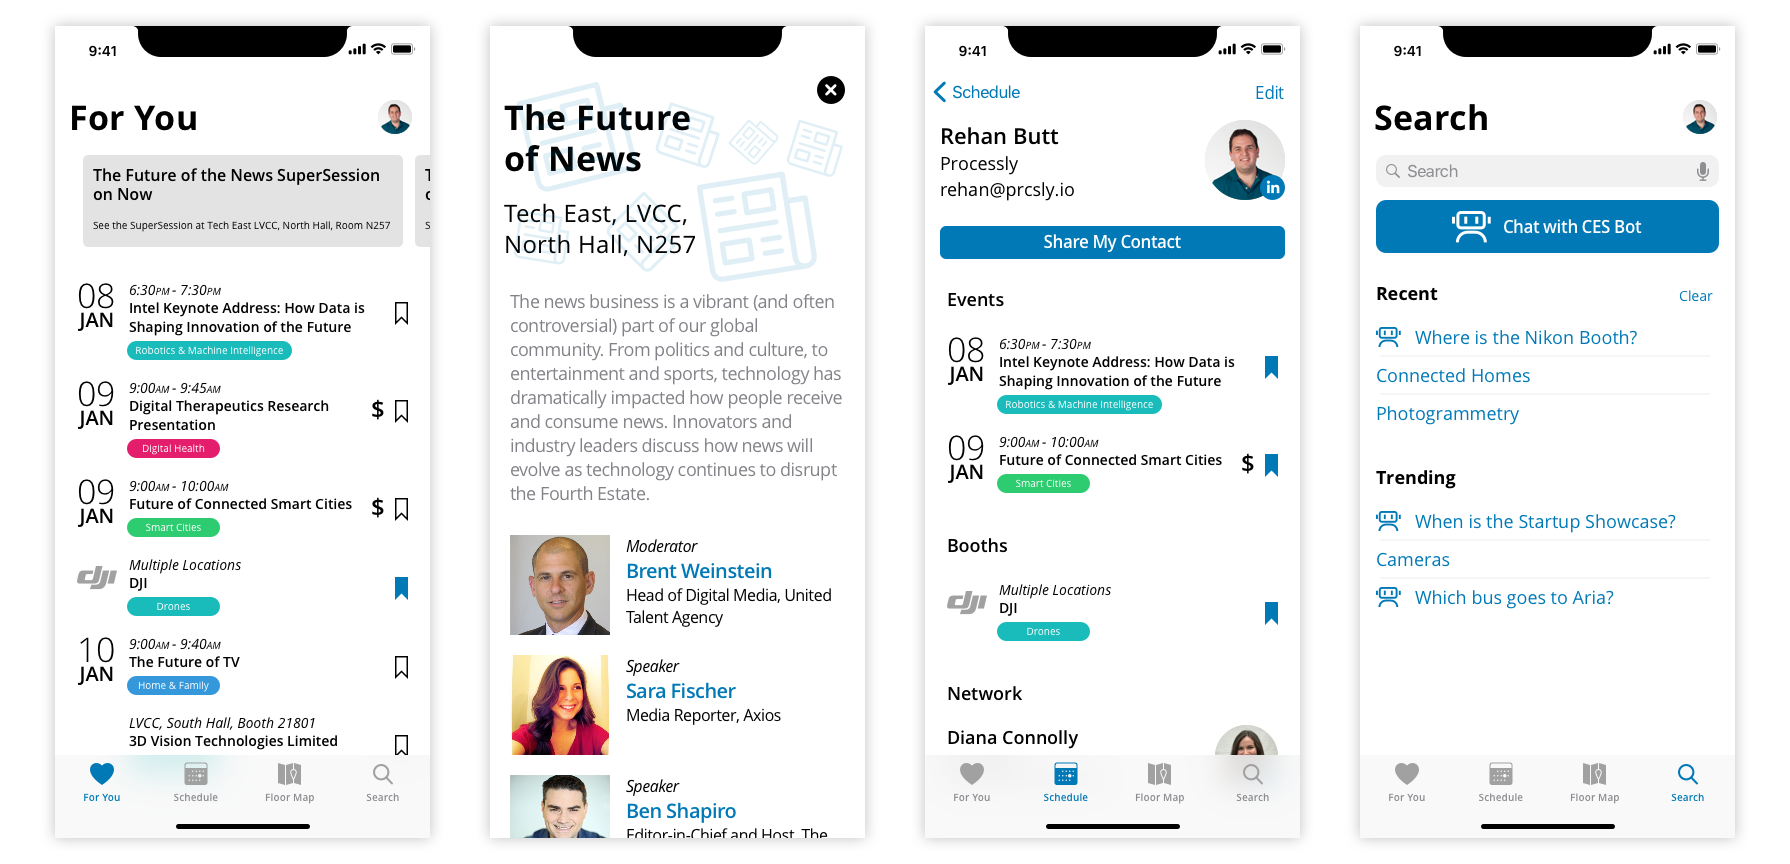 9:41
For You
The Future of the News SuperSession
on Now
See the SuperSession at Tech East LVCC, North Hall, Room N257
08
JAN
6:30PM - 7:30PM
Intel Keynote Address: How Data is
Shaping Innovation of the Future
Robotics & Machine Intelligence
09
JAN
9:00AM - 9:45AM
Digital Therapeutics Research
Presentation
$
Digital Health
09
JAN
9:00AM - 10:00AM
Future of Connected Smart Cities
$
Smart Cities
dji
Multiple Locations
DJI
Drones
10
JAN
9:00AM - 9:40AM
The Future of TV
Home & Family
LVCC, South Hall, Booth 21801
3D Vision Technologies Limited
For You
Schedule
Floor Map
Search
The Future
of News
Tech East, LVCC,
North Hall, N257
The news business is a vibrant (and often
controversial) part of our global
community. From politics and culture, to
entertainment and sports, technology has
dramatically impacted how people receive
and consume news. Innovators and
industry leaders discuss how news will
evolve as technology continues to disrupt
the Fourth Estate.
Moderator
Brent Weinstein
Head of Digital Media, United
Talent Agency
Speaker
Sara Fischer
Media Reporter, Axios
Speaker
Ben Shapiro
Editor-in-Chief and Host, The
9:41
Schedule
Edit
Rehan Butt
Processly
rehan@prcsly.io
in
Share My Contact
Events
08
JAN
6:30PM - 7:30PM
Intel Keynote Address: How Data is
Shaping Innovation of the Future
Robotics & Machine Intelligence
09
JAN
9:00AM - 10:00AM
Future of Connected Smart Cities
$
Smart Cities
Booths
dji
Multiple Locations
DJI
Drones
Network
Diana Connolly
For You
Schedule
Floor Map
Search
9:41
Search
Search
Chat with CES Bot
Recent
Clear
Where is the Nikon Booth?
Connected Homes
Photogrammetry
Trending
When is the Startup Showcase?
Cameras
Which bus goes to Aria?
For You
Schedule
Floor Map
Search